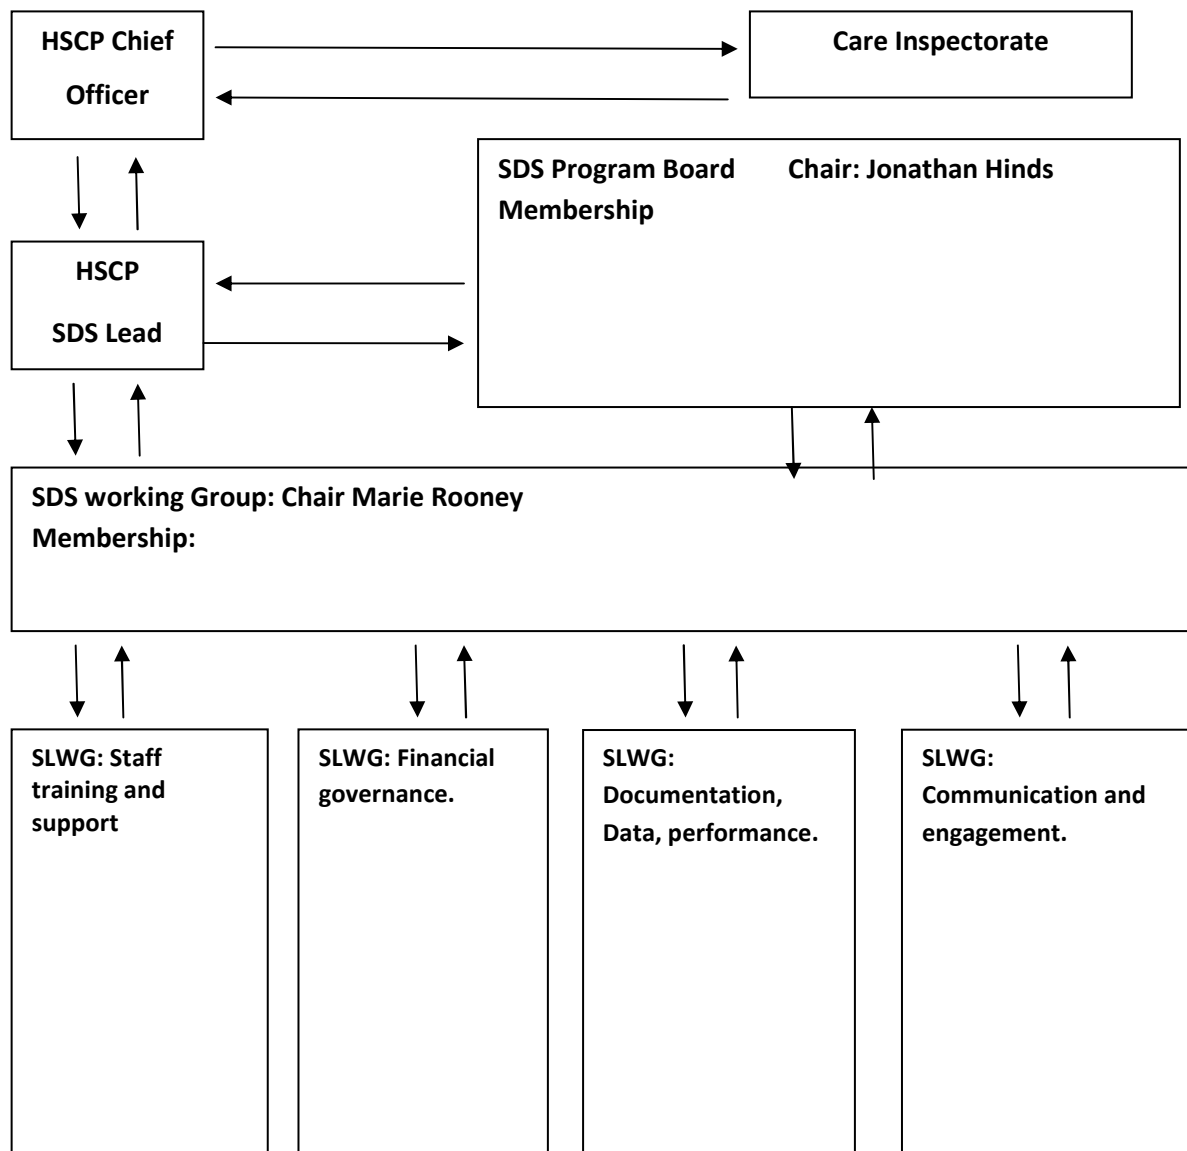 HSCP Chief
Officer
Care Inspectorate
SDS Program Board Chair: Jonathan Hinds
Membership
HSCP
SDS Lead
SDS working Group: Chair Marie Rooney
Membership:
SLWG: Staff
training and
support
SLWG: Financial
governance.
SLWG:
Documentation,
Data, performance.
SLWG:
Communication and
engagement.